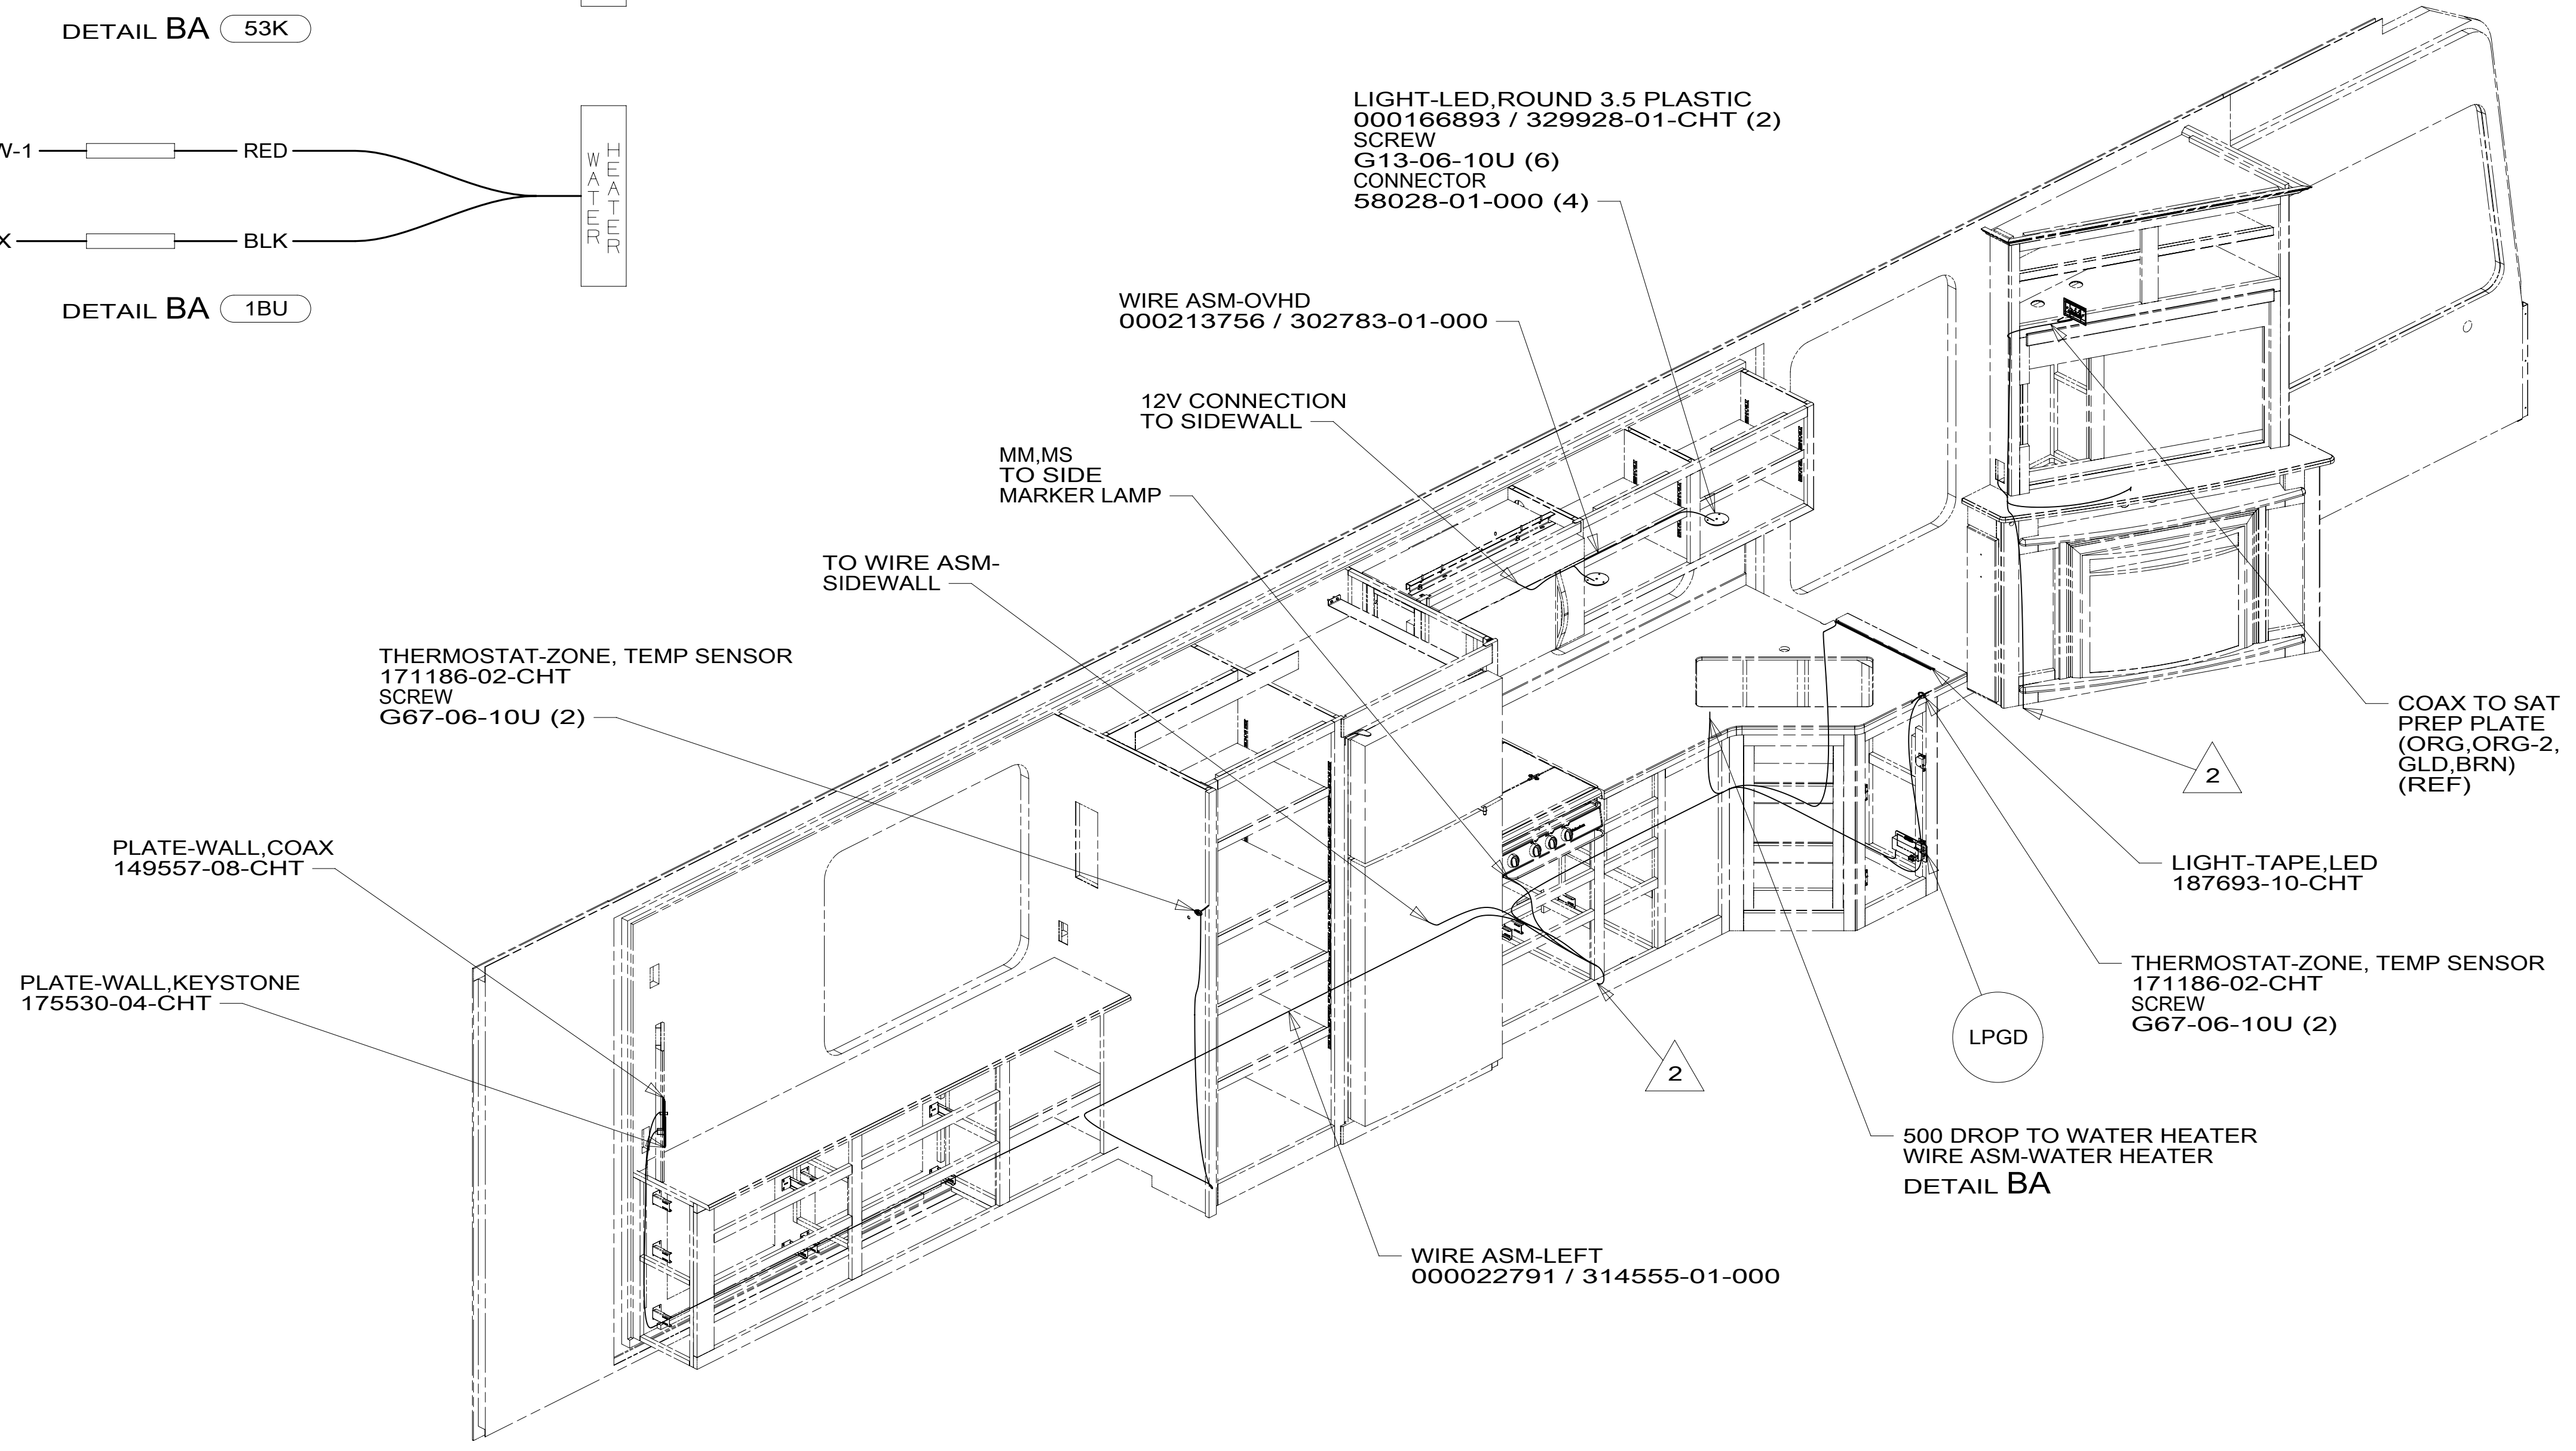 DETAIL BA 53K
RED
WATER HEATER
BLK
DETAIL BA 1BU
LIGHT-LED,ROUND 3.5 PLASTIC
000166893 / 329928-01-CHT (2)
SCREW
G13-06-10U (6)
CONNECTOR
58028-01-000 (4)
WIRE ASM-OVHD
000213756 / 302783-01-000
12V CONNECTION
TO SIDEWALL
MM,MS
TO SIDE
MARKER LAMP
TO WIRE ASM-
SIDEWALL
THERMOSTAT-ZONE, TEMP SENSOR
171186-02-CHT
SCREW
G67-06-10U (2)
PLATE-WALL,COAX
149557-08-CHT
PLATE-WALL,KEYSTONE
175530-04-CHT
COAX TO SAT
PREP PLATE
(ORG,ORG-2,
GLD,BRN)
(REF)
2
LIGHT-TAPE,LED
187693-10-CHT
THERMOSTAT-ZONE, TEMP SENSOR
171186-02-CHT
SCREW
G67-06-10U (2)
LPGD
2
500 DROP TO WATER HEATER
WIRE ASM-WATER HEATER
DETAIL BA
WIRE ASM-LEFT
000022791 / 314555-01-000